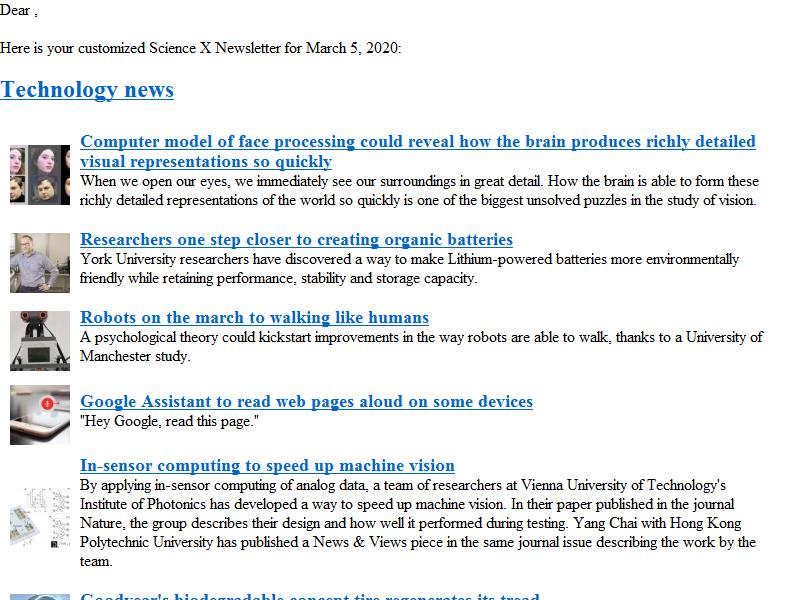 Dear ,
Here is your customized Science X Newsletter for March 5, 2020:
Technology news
Computer model of face processing could reveal how the brain produces richly detailed
visual representations so quickly
When we open our eyes, we immediately see our surroundings in great detail. How the brain is able to form these
richly detailed representations of the world so quickly is one of the biggest unsolved puzzles in the study of vision.
Researchers one step closer to creating organic batteries
York University researchers have discovered a way to make Lithium-powered batteries more environmentally
friendly while retaining performance, stability and storage capacity.
Robots on the march to walking like humans
A psychological theory could kickstart improvements in the way robots are able to walk, thanks to a University of
Manchester study.
Google Assistant to read web pages aloud on some devices
"Hey Google, read this page."
In-sensor computing to speed up machine vision
By applying in-sensor computing of analog data, a team of researchers at Vienna University of Technology's
Institute of Photonics has developed a way to speed up machine vision. In their paper published in the journal
Nature, the group describes their design and how well it performed during testing. Yang Chai with Hong Kong
Polytechnic University has published a News & Views piece in the same journal issue describing the work by the
team.
Goodyear's biodegradable concept tire regenerates its tread